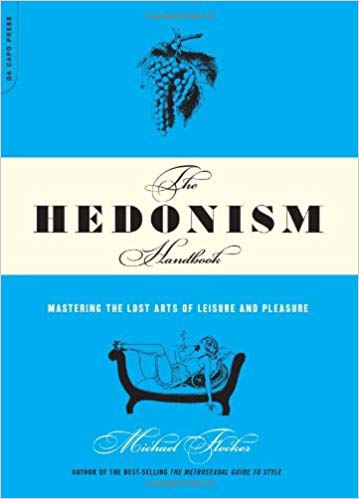 DA CAPO PRESS
The
HEDONISM
Handbook
MASTERING THE LOST ARTS OF LEISURE AND PLEASURE
Michael Flocker
AUTHOR OF THE BEST-SELLING THE METROSEXUAL GUIDE TO STYLE